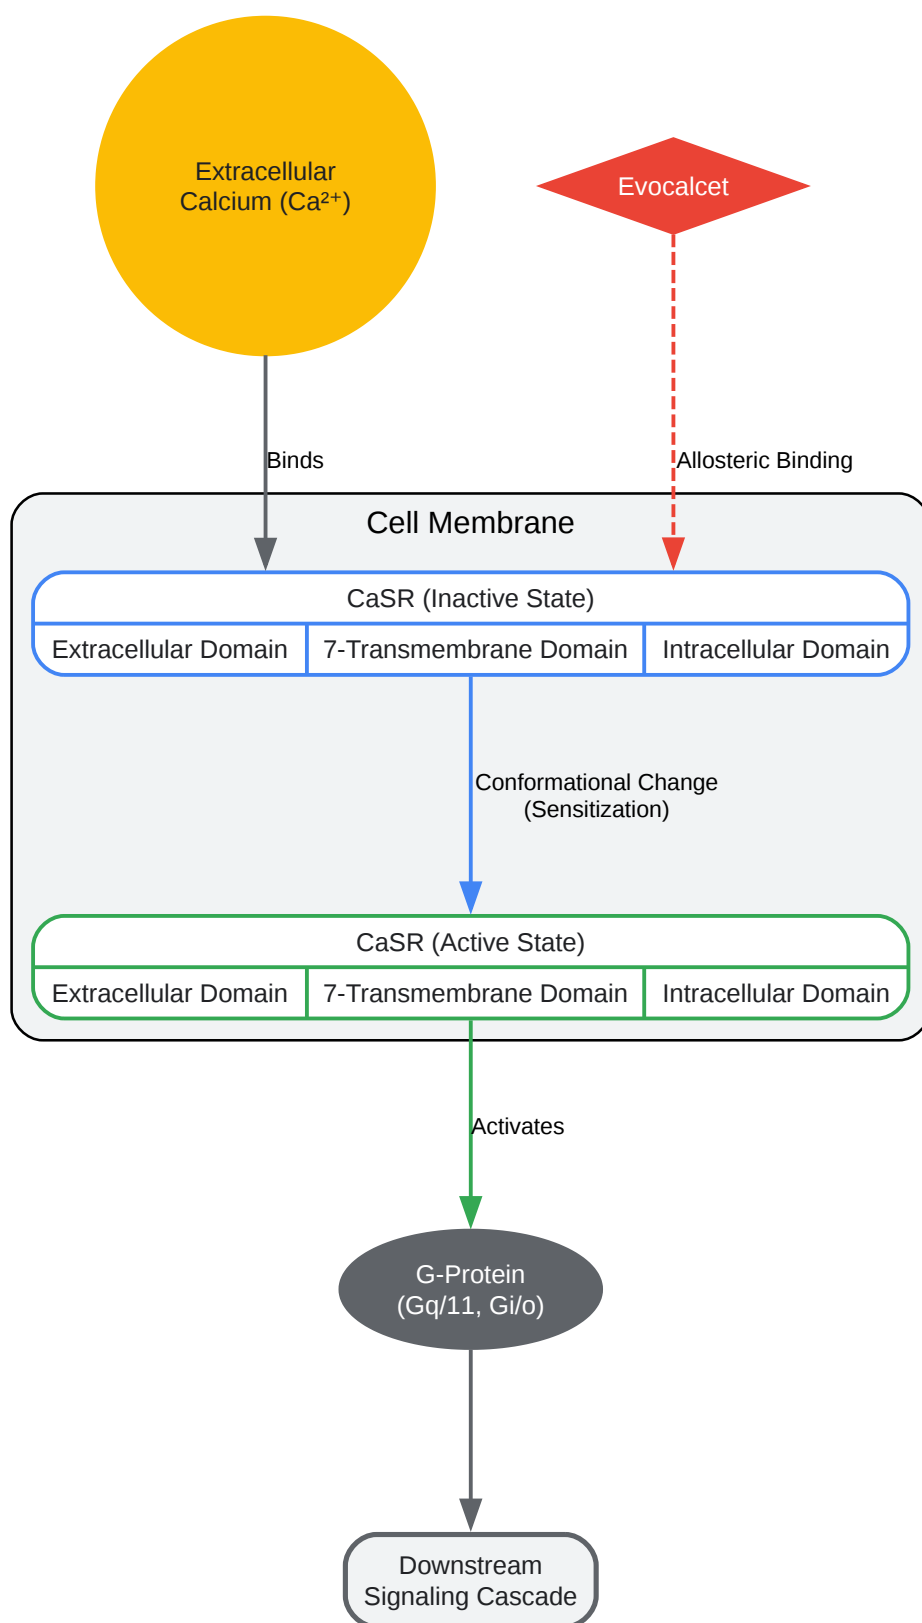 Extracellular
Calcium (Ca²⁺)
Evocalcet
Binds
Allosteric Binding
Cell Membrane
CaSR (Inactive State)
Extracellular Domain
7-Transmembrane Domain
Intracellular Domain
Conformational Change
(Sensitization)
CaSR (Active State)
Extracellular Domain
7-Transmembrane Domain
Intracellular Domain
Activates
G-Protein
(Gq/11, Gi/o)
Downstream
Signaling Cascade